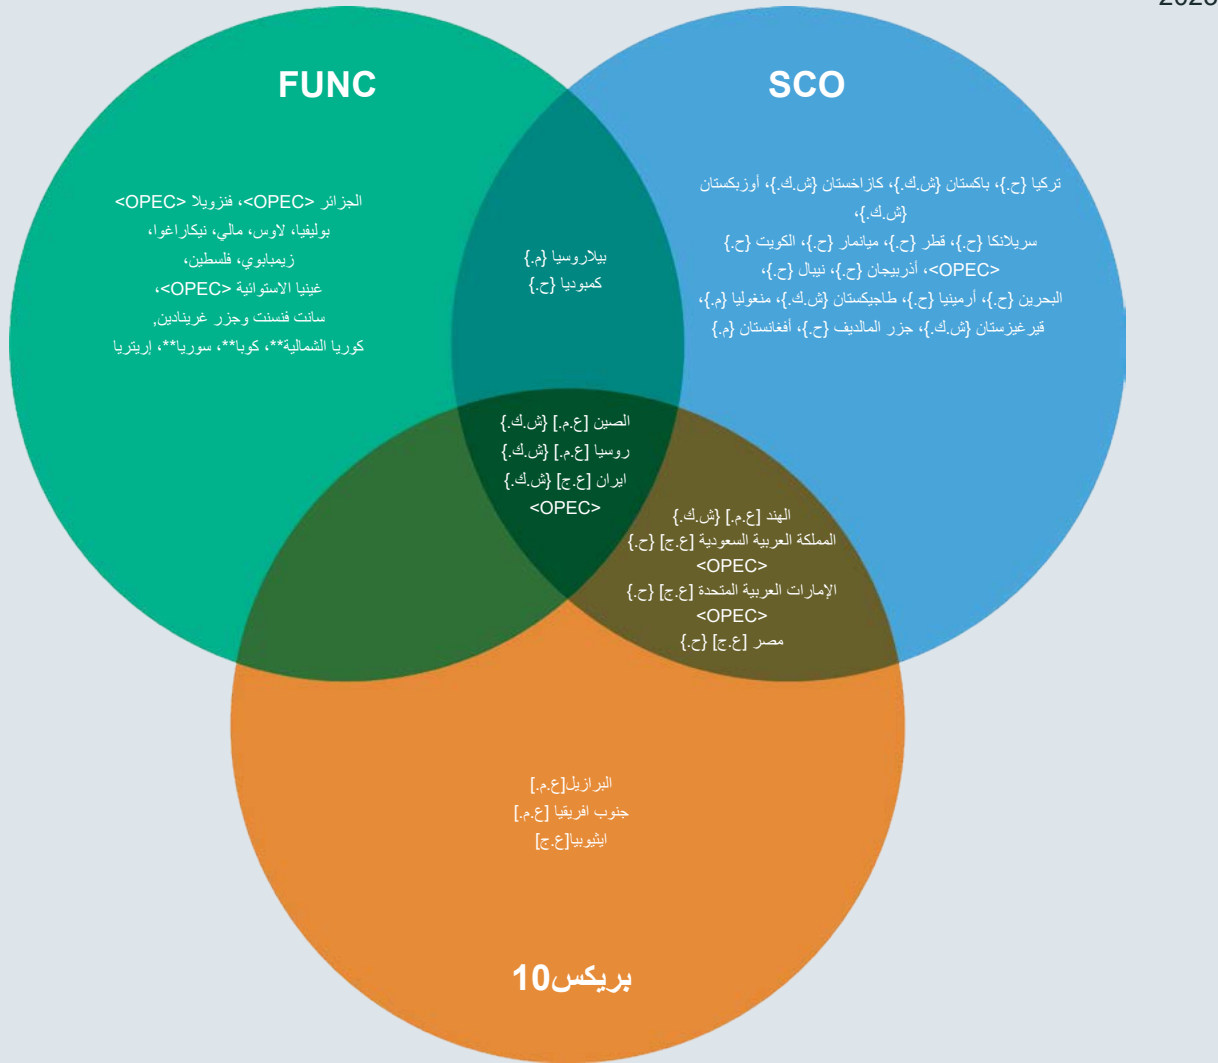 FUNC
SCO
الجزائر <OPEC>، فنزويلا <OPEC>
بوليفيا، لاوس، مالي، نيكاراغوا،
زيمبابوي، فلسطين،
غينيا الاستوائية <OPEC>،
سانت فنسنت وجزر غرينادين,
كوريا الشمالية**، كوبا**، سوريا**، إريتريا
بيلاروسيا {م.}
كمبوديا {ح.}
تركيا {ح.}، باكستان {ش.ك.}، كازاخستان {ش.ك.}، أوزبكستان
{ش.ك.}،
سريلانكا {ح.}، قطر {ح.}، ميانمار {ح.}، الكويت {ح.}
<OPEC>، أذربيجان {ح.}، نيبال {ح.}،
البحرين {ح.}، أرمينيا {ح.}، طاجيكستان {ش.ك.}، منغوليا {م.}،
قيرغيزستان {ش.ك.}، جزر المالديف {ح.}، أفغانستان {م.}
الصين [ع.م.] {ش.ك.}
روسيا [ع.م.] {ش.ك.}
ايران [ع.ج] {ش.ك.}
<OPEC>
الهند [ع.م.] {ش.ك.}
المملكة العربية السعودية [ع.ج] {ح.}
<OPEC>
الإمارات العربية المتحدة [ع.ج] {ح.}
<OPEC>
مصر [ع.ج] {ح.}
البرازيل[ع.م.]
جنوب افريقيا [ع.م.]
ايثيوبيا[ع.ج]
بريكس10